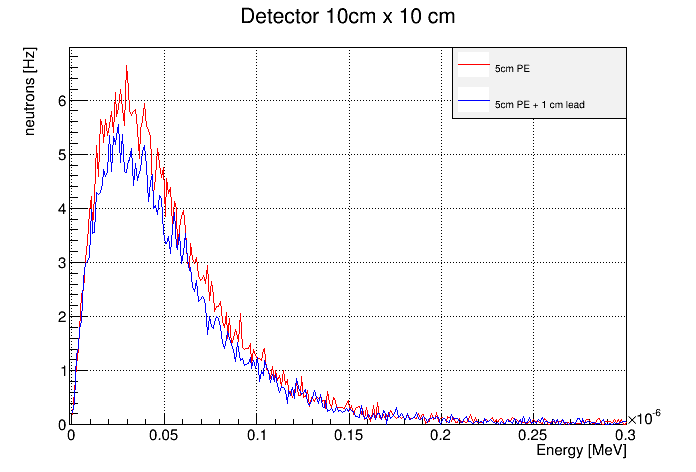 Detector 10cm x 10 cm
neutrons [Hz]
5cm PE
5cm PE + 1 cm lead
6
5
4
3
2
1
0
0 0.05 0.1 0.15 0.2 0.25 0.3
×10-6
Energy [MeV]